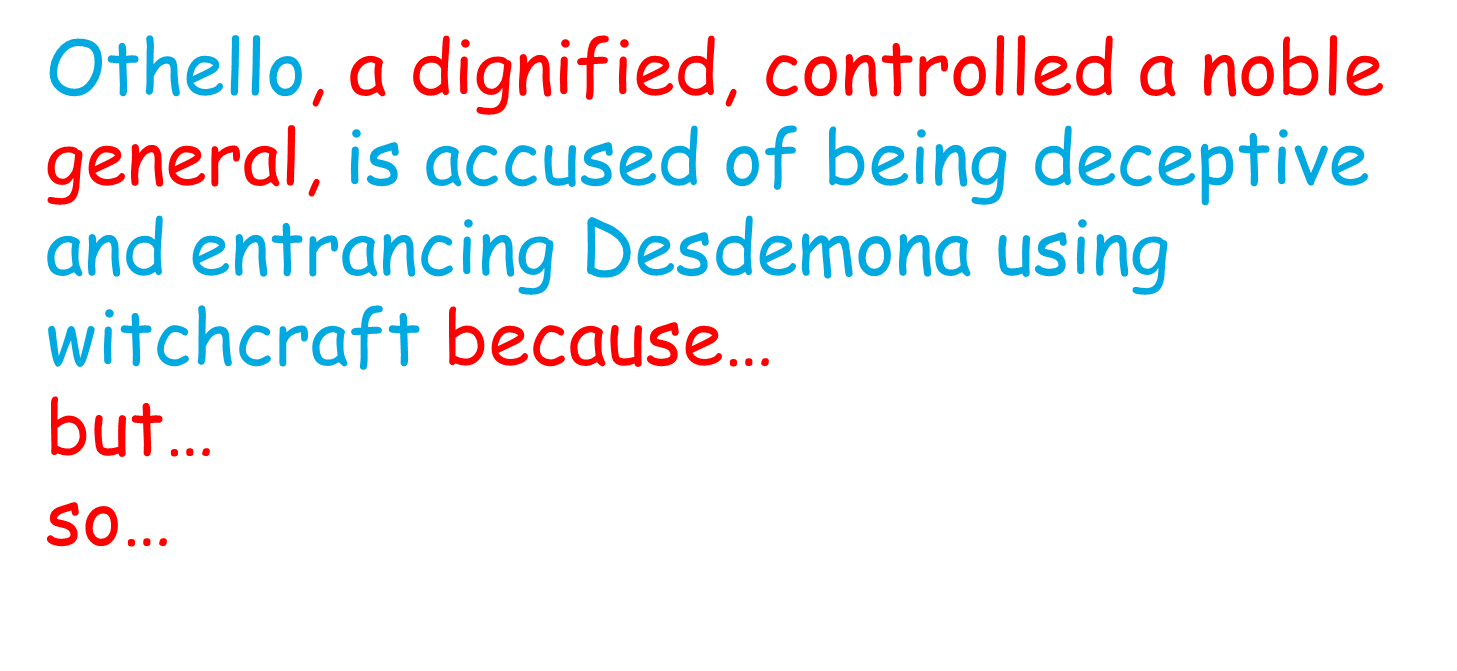 Othello, a dignified, controlled a noble
general, is accused of being deceptive
and entrancing Desdemona using
witchcraft because…
but…
so…